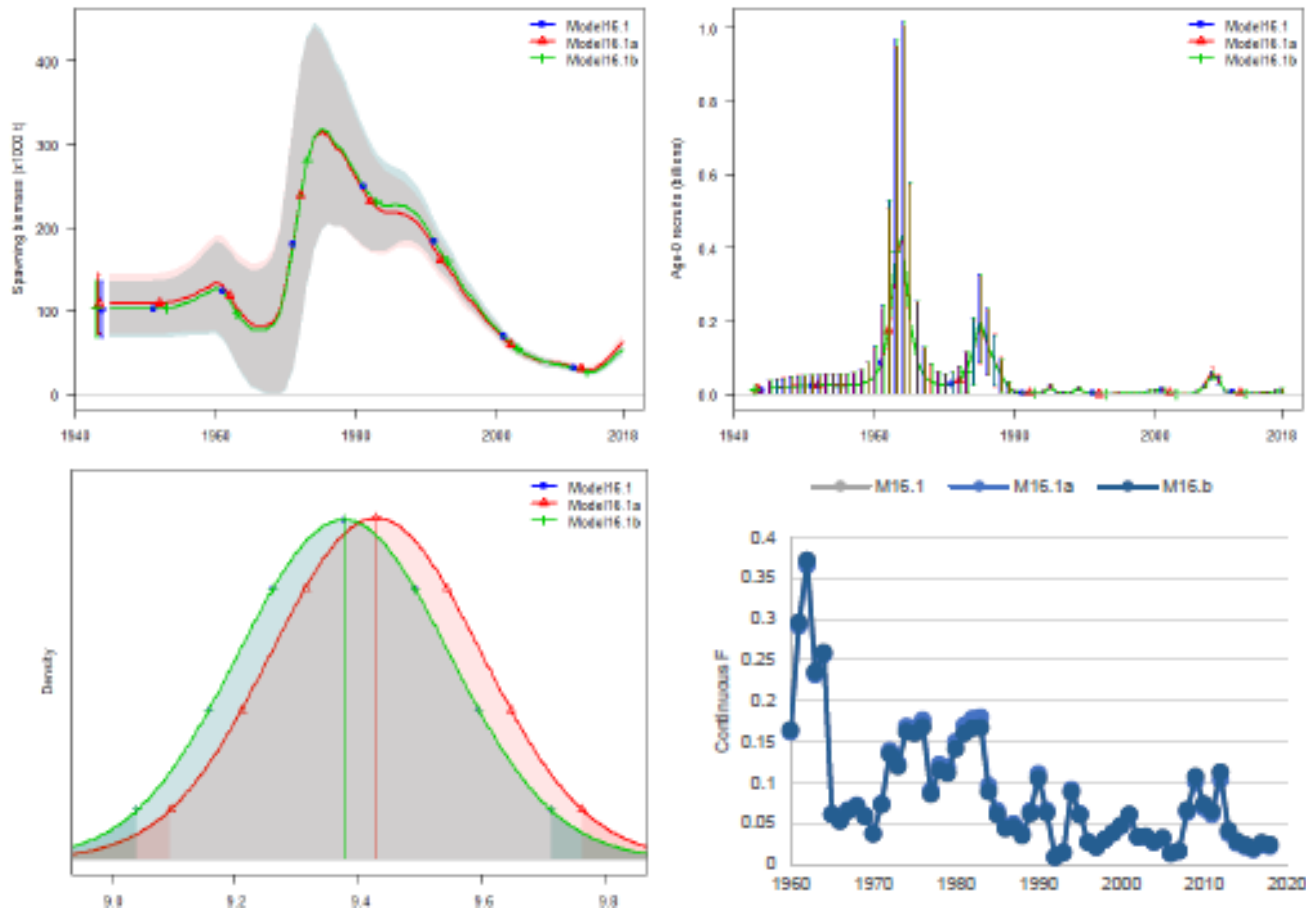 Model16.1
Model16.1a
Model16.1b
400
300
200
100
0
Spawning biomass (x1000 t)
1940
1960
1980
2000
2018
Model16.1
Model16.1a
Model16.1b
1.0
0.8
0.6
0.4
0.2
0.0
Age-0 recruits (billions)
1940
1960
1980
2000
2018
Model16.1
Model16.1a
Model16.1b
Density
9.0
9.2
9.4
9.6
9.8
M16.1
M16.1a
M16.b
0.4
0.35
0.3
0.25
0.2
0.15
0.1
0.05
0
Continuous F
1960
1970
1980
1990
2000
2010
2020